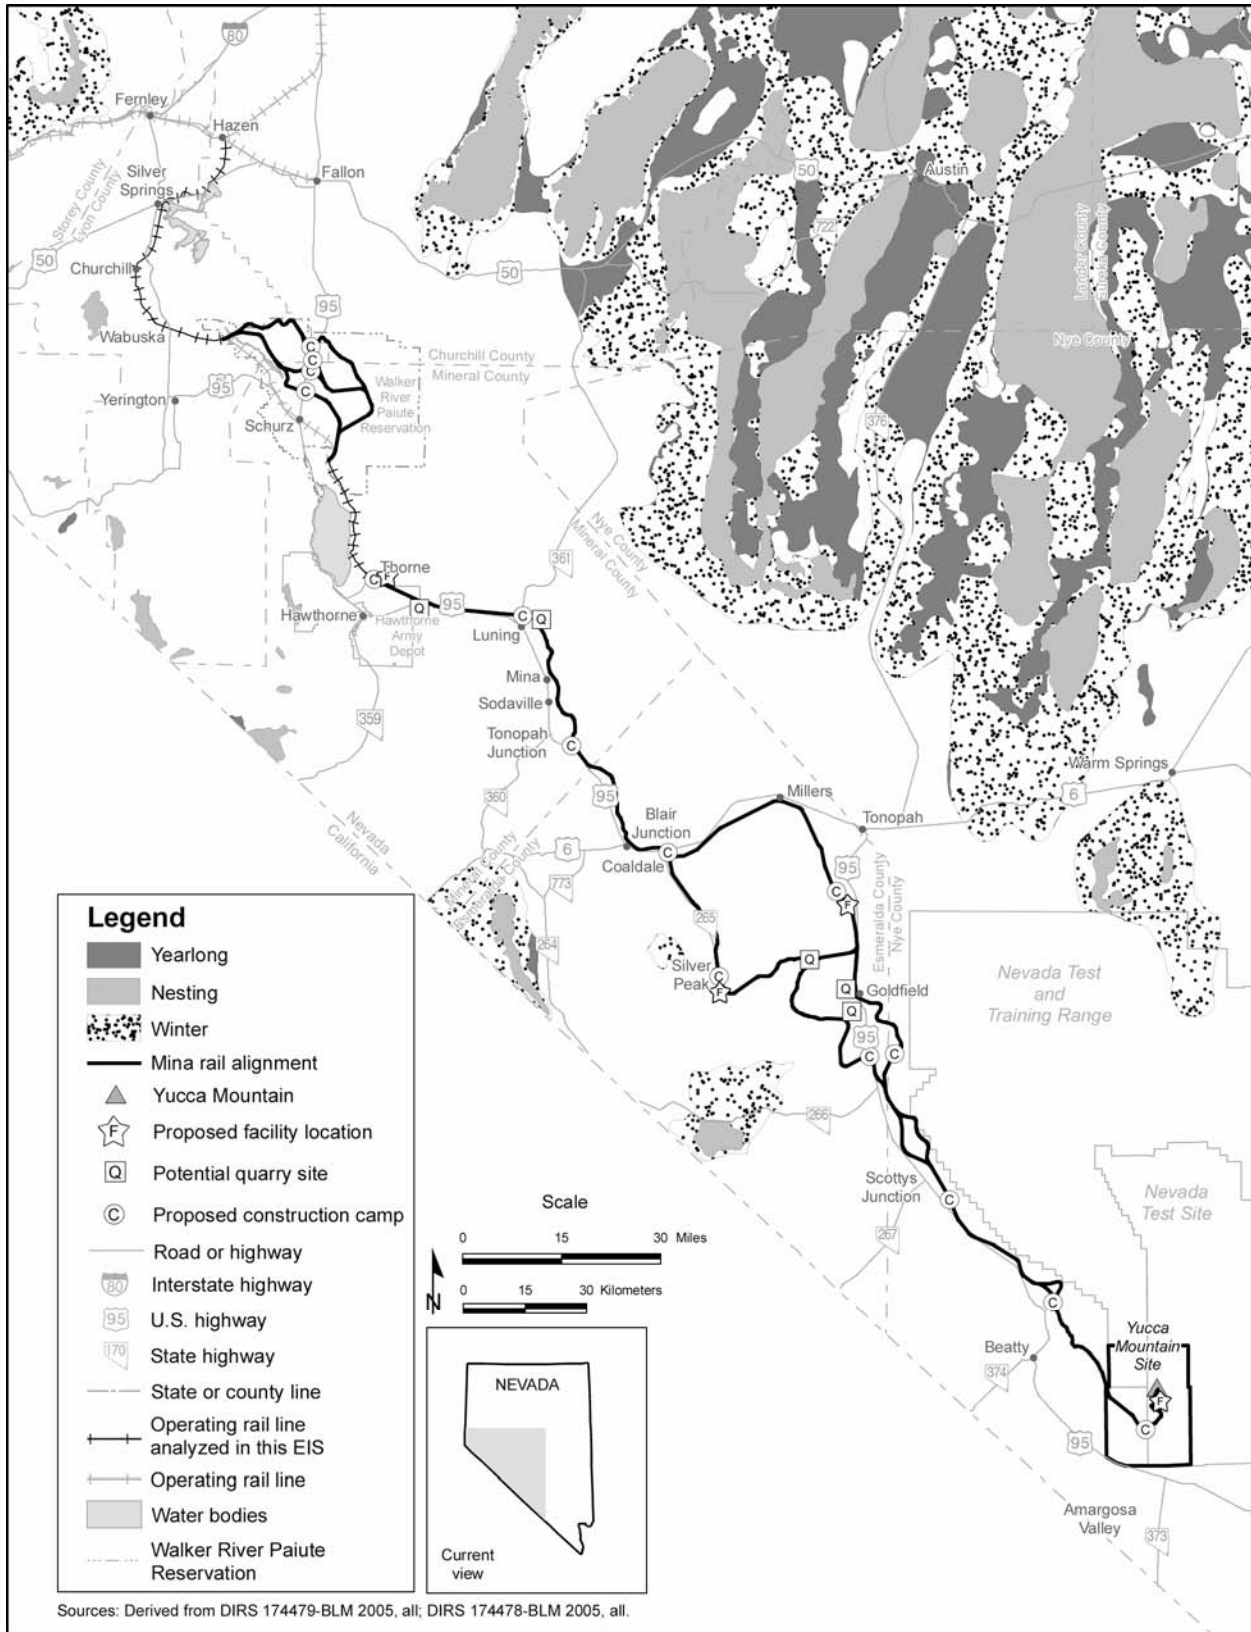 80
Fernley
Hazen
Silver
Springs
Fallon
Storey County
Lyon County
50
Churchill
Wabuska
95
95
Yerington
Schurz
Churchill County
Mineral County
Walker
River
Paiute
Reservation
50
50
722
Austin
Lander County
Eureka County
Nye County
376
Nye County
Mineral County
361
Thorne
F
C
C
C
C
C
Hawthorne
Hawthorne
Army
Depot
Q
95
C
Q
Luning
Mina
Sodaville
Tonopah
Junction
C
359
360
95
Nevada
California
Mineral County
Esmeralda County
6
773
264
Blair
Junction
Coaldale
C
Millers
Tonopah
Warm Springs
6
95
C
F
265
Silver
Peak
C
F
Q
Q
Q
Goldfield
Esmeralda County
Nye County
95
C
C
266
Nevada Test
and
Training Range
Scottys
Junction
C
267
Nevada
Test Site
C
Beatty
374
Yucca
Mountain
Site
F
C
95
Amargosa
Valley
373
Legend
Yearlong
Nesting
Winter
Mina rail alignment
Yucca Mountain
F Proposed facility location
Q Potential quarry site
C Proposed construction camp
Road or highway
80 Interstate highway
95 U.S. highway
170 State highway
State or county line
Operating rail line
analyzed in this EIS
Operating rail line
Water bodies
Walker River Paiute
Reservation
Scale
0 15 30 Miles
0 15 30 Kilometers
N
NEVADA
Current
view
Sources: Derived from DIRS 174479-BLM 2005, all; DIRS 174478-BLM 2005, all.